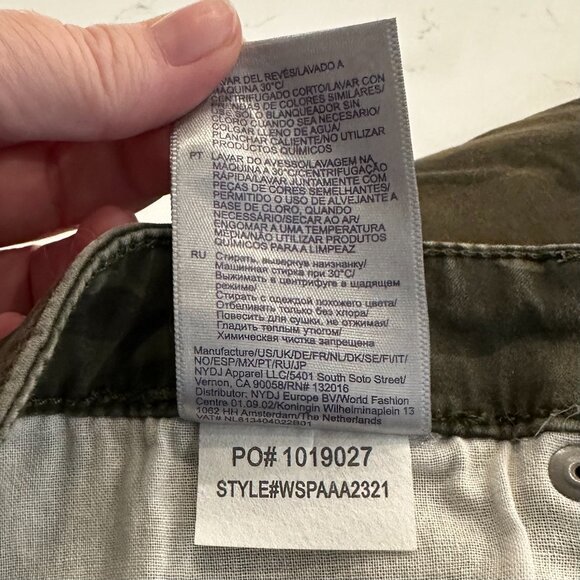 LAVAR DEL REVÉS/LAVADO A
MÁQUINA 30°C/
CENTRIFUGADO CORTO/LAVAR CON
PRENDAS DE COLORES SIMILARES/
USE SOLO BLANQUEADOR SIN
CLORO CUANDO SEA NECESARIO/
COLGAR LLENO DE AGUA/
PLANCHAR CALIENTE/NO UTILIZAR
PRODUCTOS QUÍMICOS
PT LAVAR DO AVESSO/LAVAGEM NA
MÁQUINA A 30°C/CENTRIFUGAÇÃO
RÁPIDA/LAVAR JUNTAMENTE COM
PEÇAS DE CORES SEMELHANTES/
PERMITIDO O USO DE ALVEJANTE A
BASE DE CLORO, QUANDO
NECESSÁRIO/SECAR AO AR/
ENGOMAR A UMA TEMPERATURA
MEDIA/NÃO UTILIZAR PRODUTOS
QUÍMICOS PARA A LIMPEZA
RU Стирать, вывернув наизнанку/
Машинная стирка при 30°C/
Выжимать в центрифуге в щадящем
режиме/
Стирать с одеждой похожего цвета/
Отбеливать только без хлора/
Повесить для сушки, не отжимая/
Гладить теплым утюгом/
Химическая чистка запрещена
Manufacture/US/UK/DE/FR/NL/DK/SE/FI/IT/
NO/ESP/MX/PT/RU/JP
NYDJ Apparel LLC/5401 South Soto Street/
Vernon, CA 90058/RN# 132016
Distributor: NYDJ Europe BV/World Fashion
Centre 01.09.02/Koningin Wilhelminaplein 13
1062 HH Amsterdam/The Netherlands
VAT# NL813404022B01
PO# 1019027
STYLE#WSPAAA2321